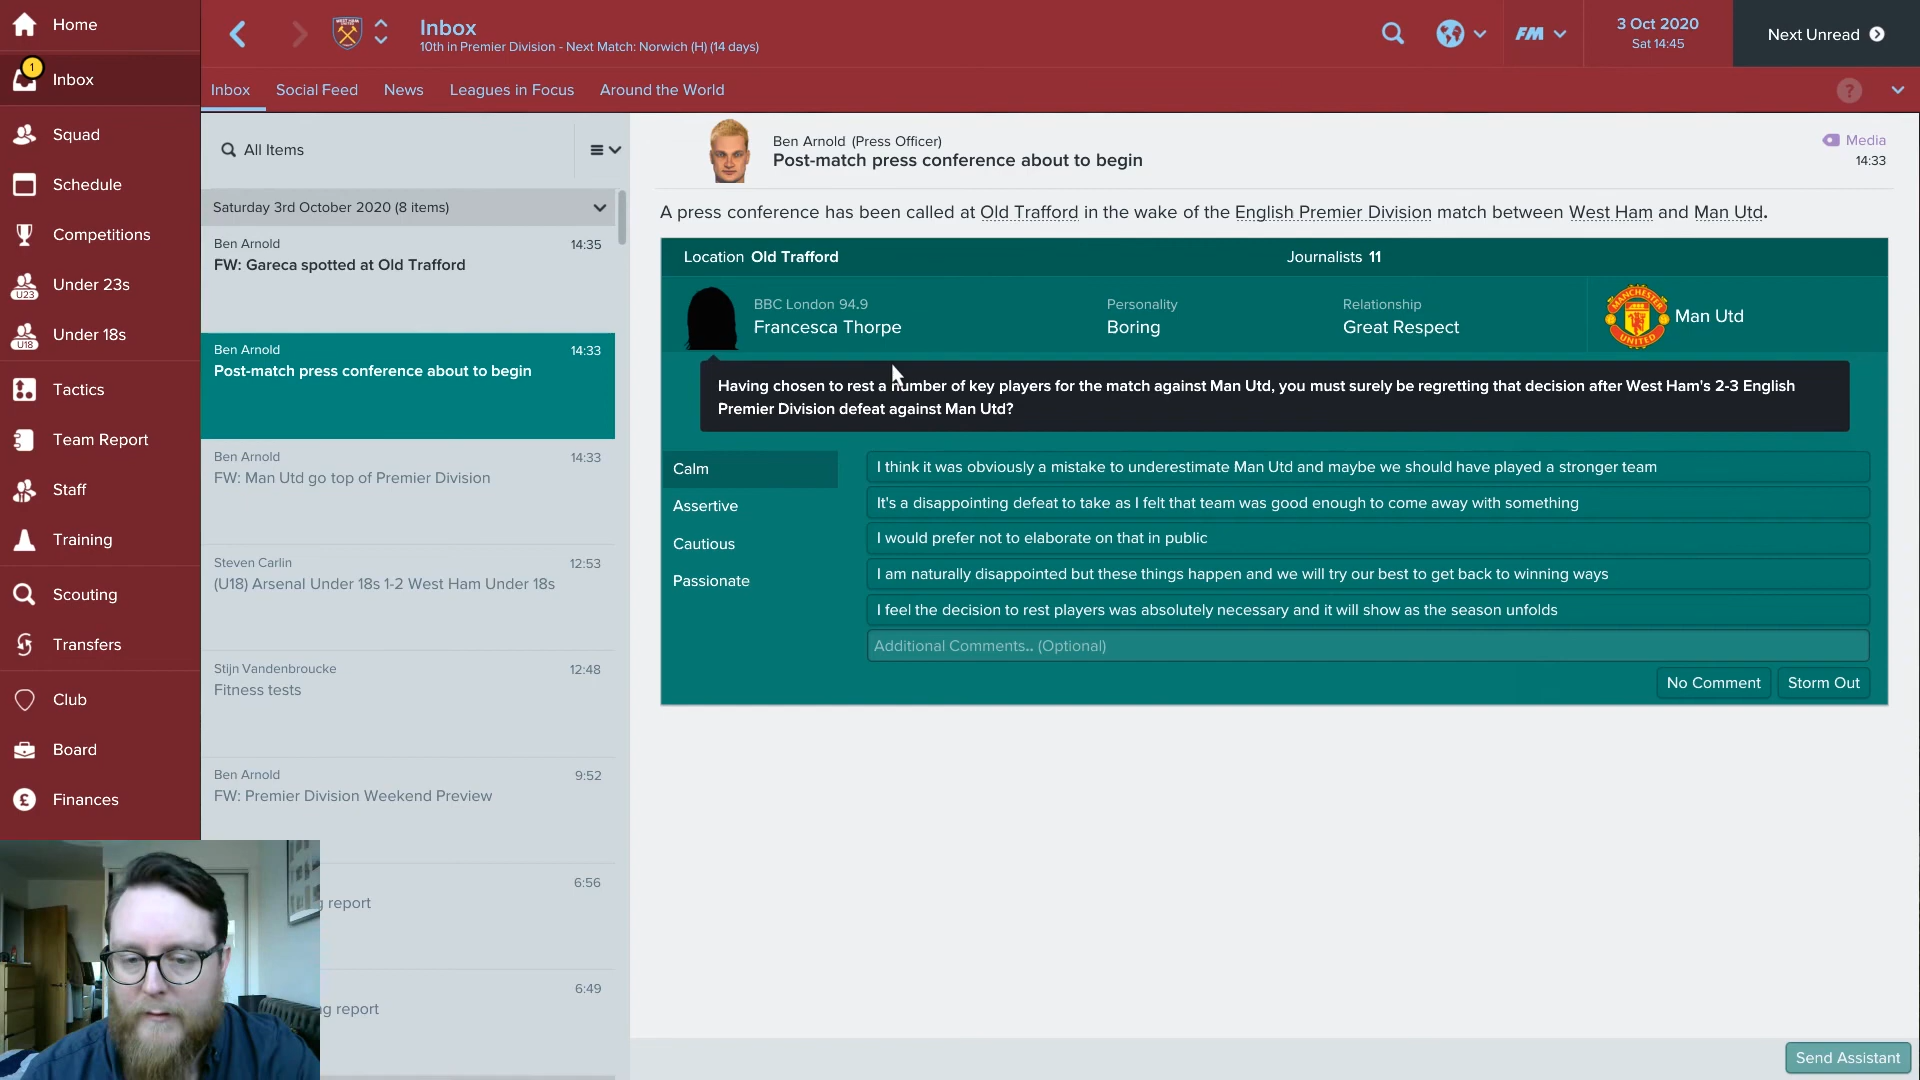 Home
Inbox
1
Squad
Schedule
Competitions
Under 23s
U23
Under 18s
U18
Tactics
Team Report
Staff
Training
Scouting
Transfers
Club
Board
Finances
Inbox
10th in Premier Division - Next Match: Norwich (H) (14 days)
FM
3 Oct 2020
Sat 14:45
Next Unread
Inbox Social Feed News Leagues in Focus Around the World
?
All Items
Saturday 3rd October 2020 (8 items)
Ben Arnold 14:35
FW: Gareca spotted at Old Trafford
Ben Arnold 14:33
Post-match press conference about to begin
Ben Arnold 14:33
FW: Man Utd go top of Premier Division
Steven Carlin 12:53
(U18) Arsenal Under 18s 1-2 West Ham Under 18s
Stijn Vandenbroucke 12:48
Fitness tests
Ben Arnold 9:52
FW: Premier Division Weekend Preview
6:56
g report
6:49
g report
Ben Arnold (Press Officer)
Post-match press conference about to begin
Media
14:33
A press conference has been called at Old Trafford in the wake of the English Premier Division match between West Ham and Man Utd.
Location Old Trafford Journalists 11
BBC London 94.9 Personality Relationship
Francesca Thorpe Boring Great Respect
MANCHESTER UNITED
Man Utd
Having chosen to rest a number of key players for the match against Man Utd, you must surely be regretting that decision after West Ham's 2-3 English
Premier Division defeat against Man Utd?
Calm
Assertive
Cautious
Passionate
I think it was obviously a mistake to underestimate Man Utd and maybe we should have played a stronger team
It's a disappointing defeat to take as I felt that team was good enough to come away with something
I would prefer not to elaborate on that in public
I am naturally disappointed but these things happen and we will try our best to get back to winning ways
I feel the decision to rest players was absolutely necessary and it will show as the season unfolds
Additional Comments.. (Optional)
No Comment Storm Out
Send Assistant